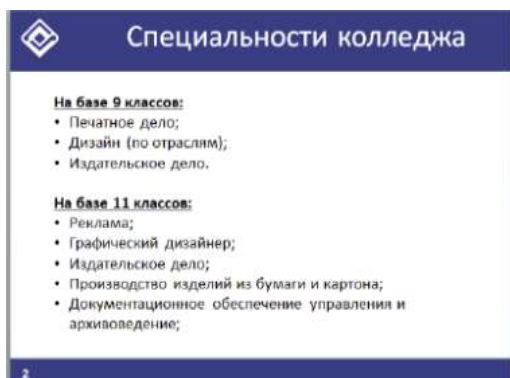 Специальности колледжа
На базе 9 классов:
• Печатное дело;
• Дизайн (по отраслям);
• Издательское дело.
На базе 11 классов:
• Реклама;
• Графический дизайнер;
• Издательское дело;
• Производство изделий из бумаги и картона;
• Документационное обеспечение управления и
архивоведение;
2